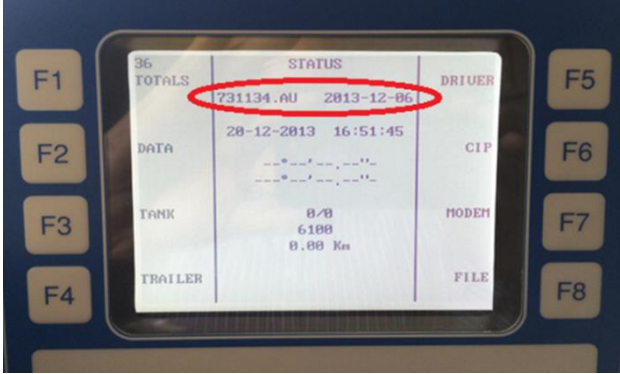 36 STATUS
TOTALS DRIVER
731134.AU 2013-12-06
20-12-2013 16:51:45
DATA CIP
--°--'--.--"-
---°--'--.--"-
TANK 0/0 MODEM
6100
0.00 Km
TRAILER FILE
F1
F2
F3
F4
F5
F6
F7
F8